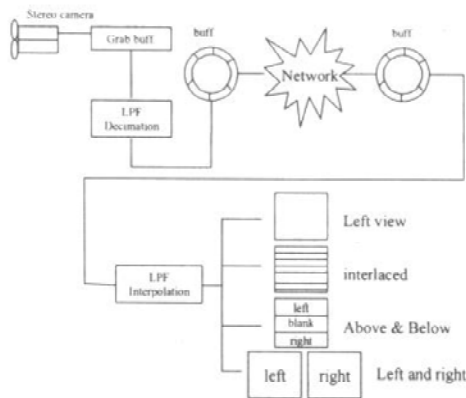 Stereo camera
Grab buff
buff
buff
Network
LPF
Decimation
LPF
Interpolation
Left view
interlaced
left
blank
right
Above & Below
left
right
Left and right